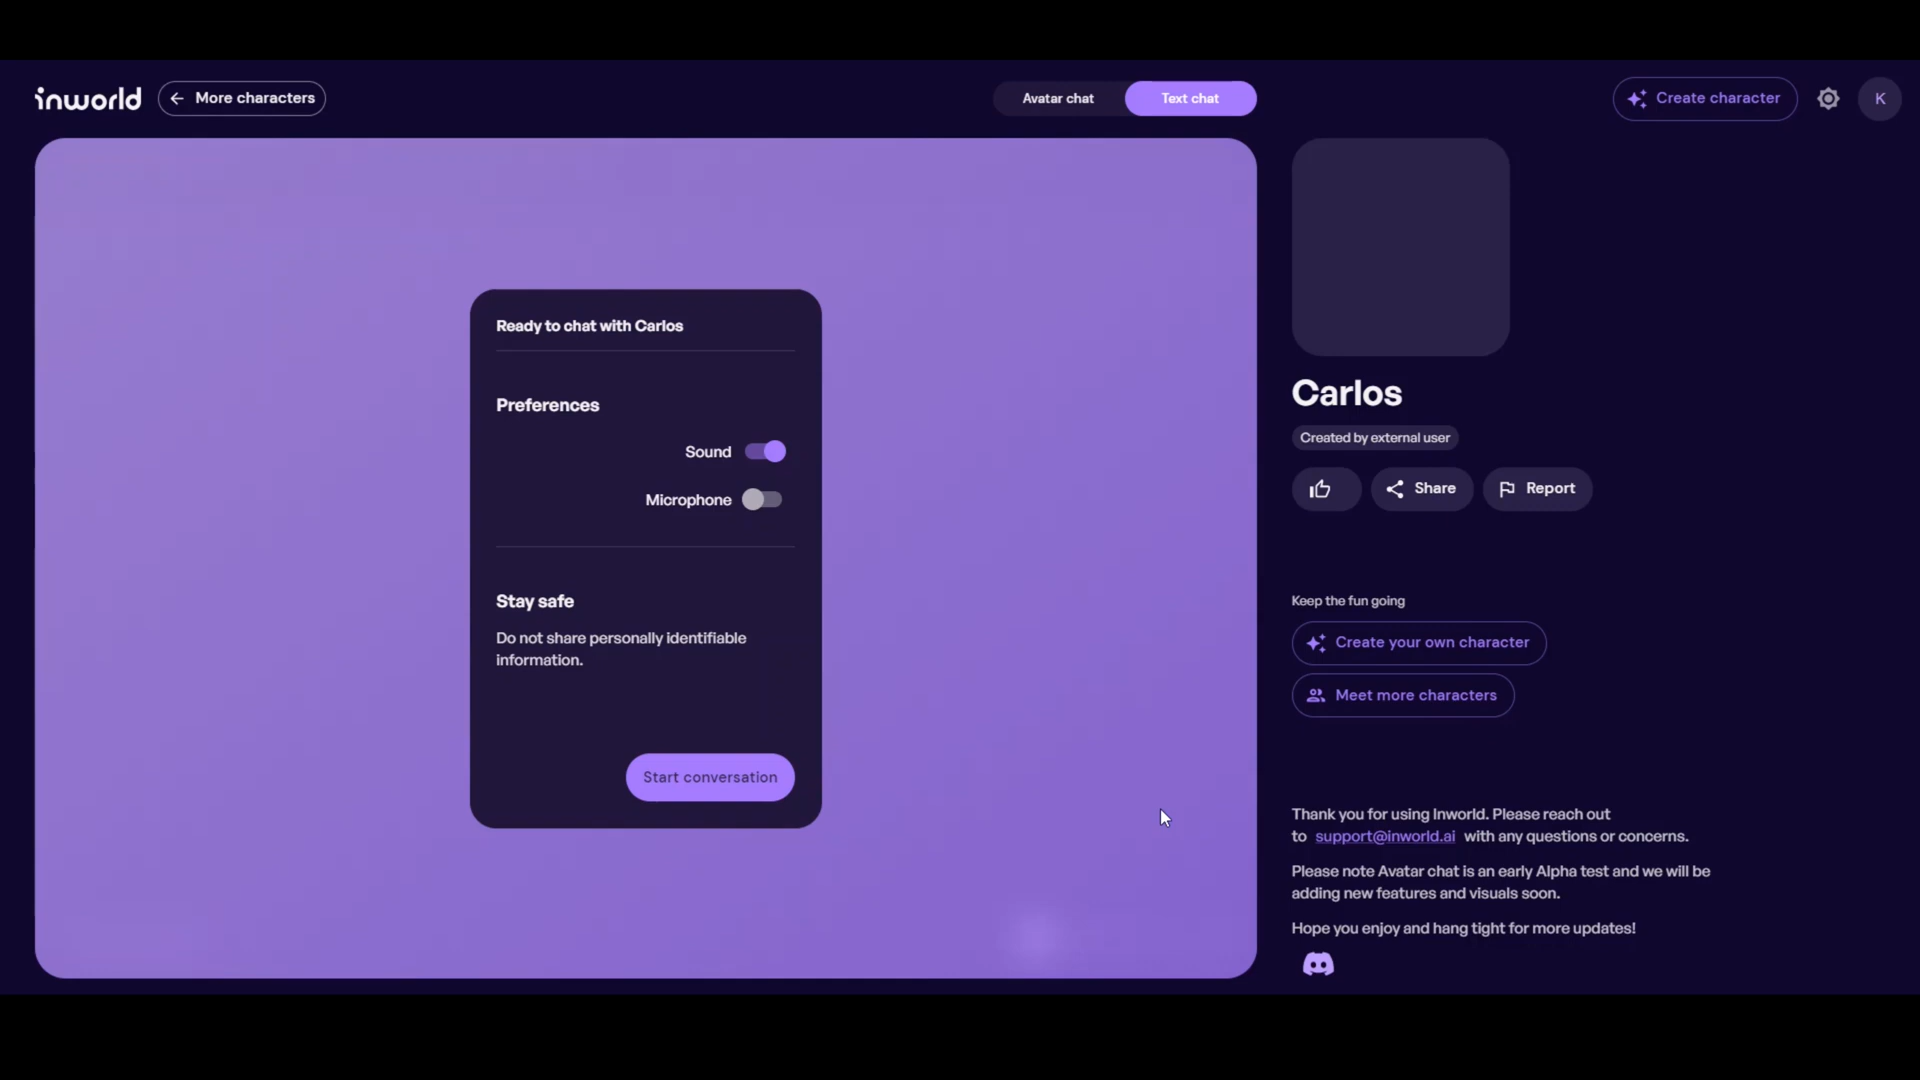 inworld
More characters
Avatar chat
Text chat
Create character
K
Ready to chat with Carlos
Preferences
Sound
Microphone
Stay safe
Do not share personally identifiable
information.
Start conversation
Carlos
Created by external user
Share
Report
Keep the fun going
Create your own character
Meet more characters
Thank you for using Inworld. Please reach out
to support@inworld.ai with any questions or concerns.
Please note Avatar chat is an early Alpha test and we will be
adding new features and visuals soon.
Hope you enjoy and hang tight for more updates!